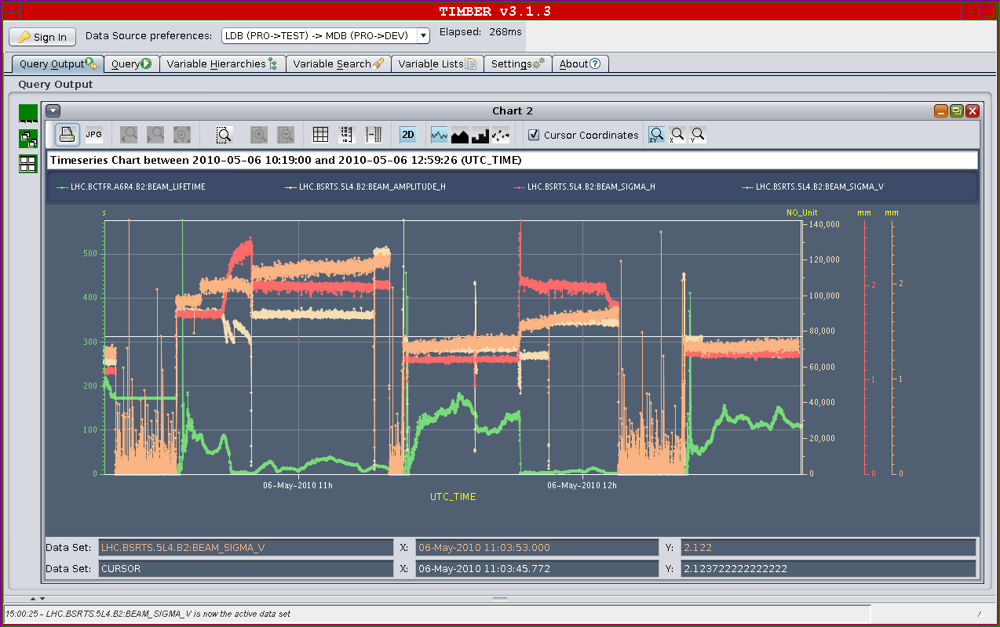 TIMBER v3.1.3
Sign In Data Source preferences: LDB (PRO->TEST) -> MDB (PRO->DEV) Elapsed: 268ms
Query Output Query Variable Hierarchies Variable Search Variable Lists Settings About
Query Output
Chart 2
JPG 2D Cursor Coordinates XY X Y
Timeseries Chart between 2010-05-06 10:19:00 and 2010-05-06 12:59:26 (UTC_TIME)
LHC.BCTFR.A6R4.B2:BEAM_LIFETIME LHC.BSRTS.5L4.B2:BEAM_AMPLITUDE_H LHC.BSRTS.5L4.B2:BEAM_SIGMA_H LHC.BSRTS.5L4.B2:BEAM_SIGMA_V
s NO_Unit mm mm
140,000
500 120,000
2 2
400 100,000
300 80,000
60,000
200 1 1
40,000
100 20,000
0 0 0 0
06-May-2010 11h 06-May-2010 12h
UTC_TIME
Data Set: LHC.BSRTS.5L4.B2:BEAM_SIGMA_V X: 06-May-2010 11:03:53.000 Y: 2.122
Data Set: CURSOR X: 06-May-2010 11:03:45.772 Y: 2.123722222222222
15:00:25 - LHC.BSRTS.5L4.B2:BEAM_SIGMA_V is now the active data set